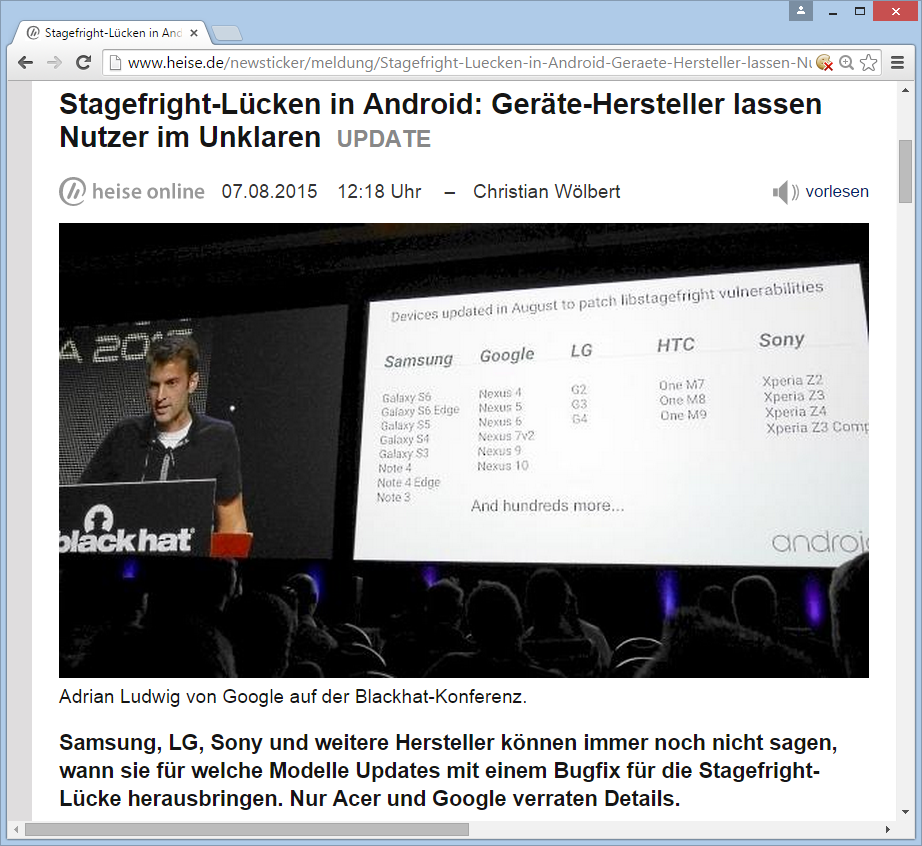 Stagefright-Lücken in And
www.heise.de/newsticker/meldung/Stagefright-Luecken-in-Android-Geraete-Hersteller-lassen-Nu
Stagefright-Lücken in Android: Geräte-Hersteller lassen
Nutzer im Unklaren UPDATE
heise online 07.08.2015 12:18 Uhr – Christian Wölbert vorlesen
A 2015
blackhat
Devices updated in August to patch libstagefright vulnerabilities
Samsung Google LG HTC Sony
Galaxy S6 Nexus 4 G2 One M7 Xperia Z2
Galaxy S6 Edge Nexus 5 G3 One M8 Xperia Z3
Galaxy S5 Nexus 6 G4 One M9 Xperia Z4
Galaxy S4 Nexus 7v2 Xperia Z3 Comp
Galaxy S3 Nexus 9
Note 4 Nexus 10
Note 4 Edge
Note 3
And hundreds more...
androi
Adrian Ludwig von Google auf der Blackhat-Konferenz.
Samsung, LG, Sony und weitere Hersteller können immer noch nicht sagen,
wann sie für welche Modelle Updates mit einem Bugfix für die Stagefright-
Lücke herausbringen. Nur Acer und Google verraten Details.